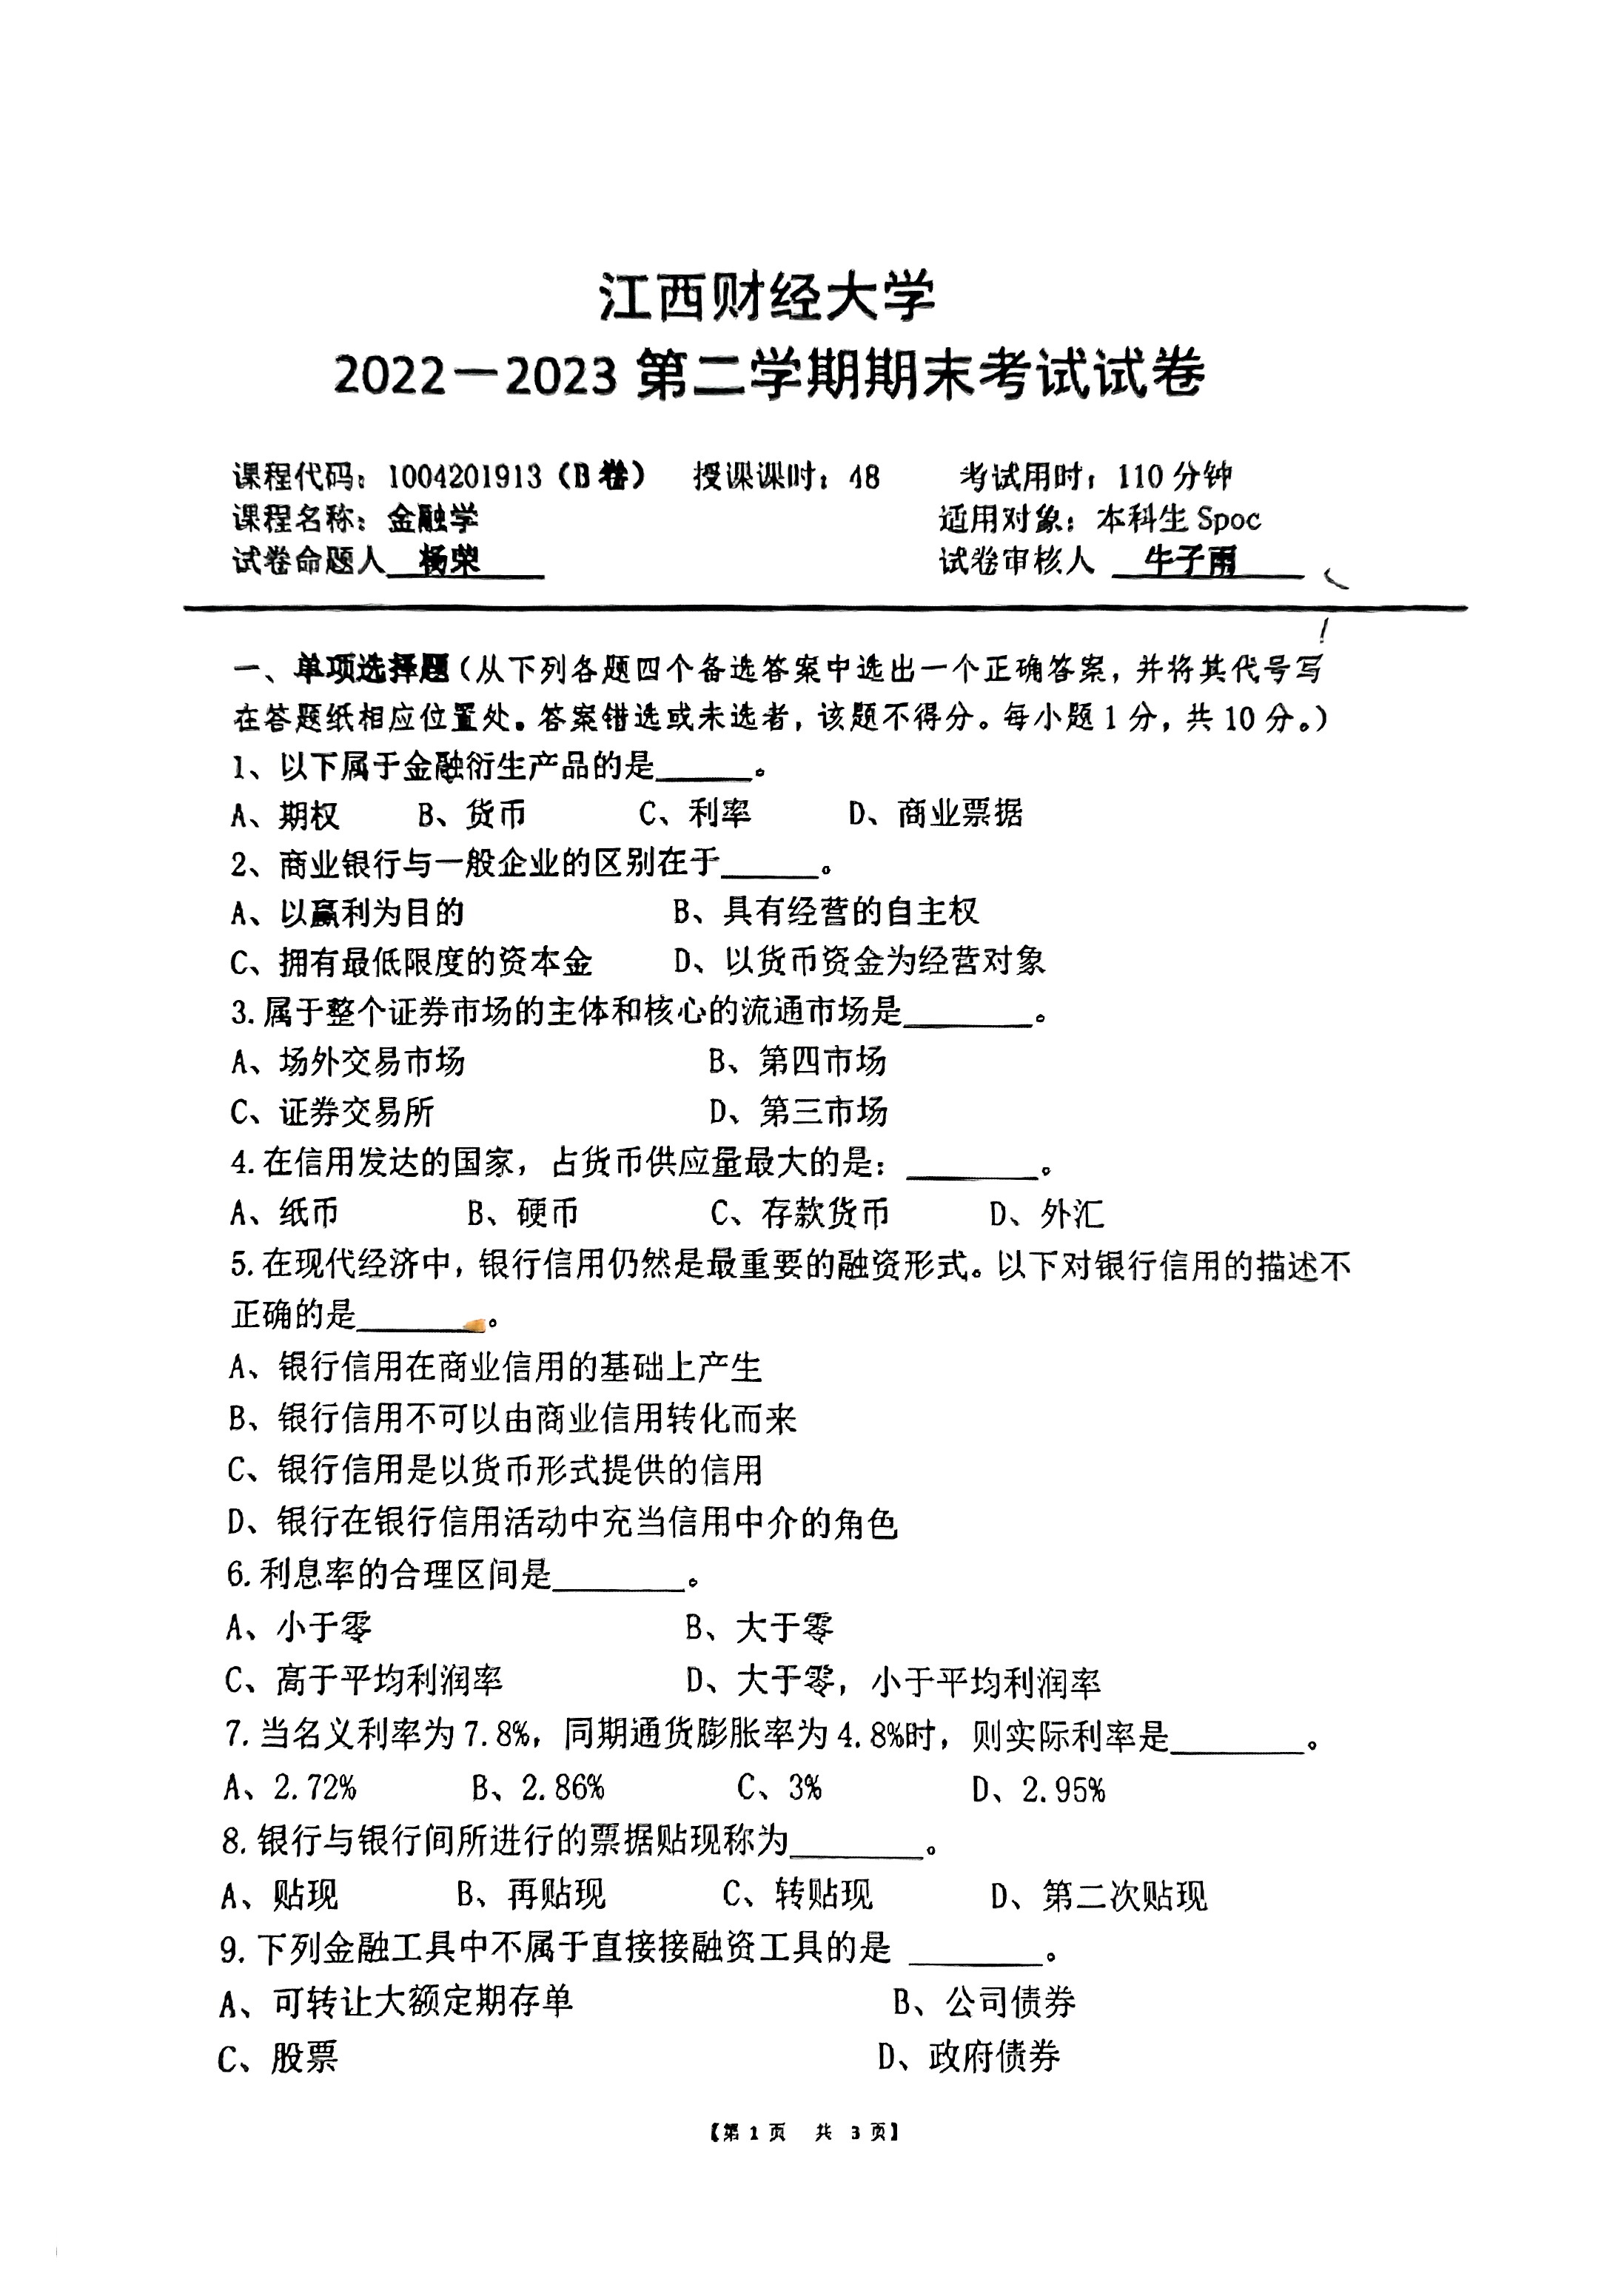 江西财经大学
2022—2023 第二学期期末考试试卷
课程代码：1004201913（B 卷） 授课课时：48 考试用时：110 分钟
课程名称：金融学 适用对象：本科生 Spoc
试卷命题人 杨荣 试卷审核人 牛子雨
一、单项选择题（从下列各题四个备选答案中选出一个正确答案，并将其代号写
在答题纸相应位置处。答案错选或未选者，该题不得分。每小题 1 分，共 10 分。）
1、以下属于金融衍生产品的是______。
A、期权 B、货币 C、利率 D、商业票据
2、商业银行与一般企业的区别在于______。
A、以赢利为目的 B、具有经营的自主权
C、拥有最低限度的资本金 D、以货币资金为经营对象
3.属于整个证券市场的主体和核心的流通市场是________。
A、场外交易市场 B、第四市场
C、证券交易所 D、第三市场
4.在信用发达的国家，占货币供应量最大的是：________。
A、纸币 B、硬币 C、存款货币 D、外汇
5.在现代经济中，银行信用仍然是最重要的融资形式。以下对银行信用的描述不
正确的是________。
A、银行信用在商业信用的基础上产生
B、银行信用不可以由商业信用转化而来
C、银行信用是以货币形式提供的信用
D、银行在银行信用活动中充当信用中介的角色
6.利息率的合理区间是________。
A、小于零 B、大于零
C、高于平均利润率 D、大于零，小于平均利润率
7.当名义利率为 7.8%，同期通货膨胀率为 4.8%时，则实际利率是________。
A、2.72% B、2.86% C、3% D、2.95%
8.银行与银行间所进行的票据贴现称为________。
A、贴现 B、再贴现 C、转贴现 D、第二次贴现
9.下列金融工具中不属于直接接融资工具的是 ________。
A、可转让大额定期存单 B、公司债券
C、股票 D、政府债券
【第 1 页 共 3 页】